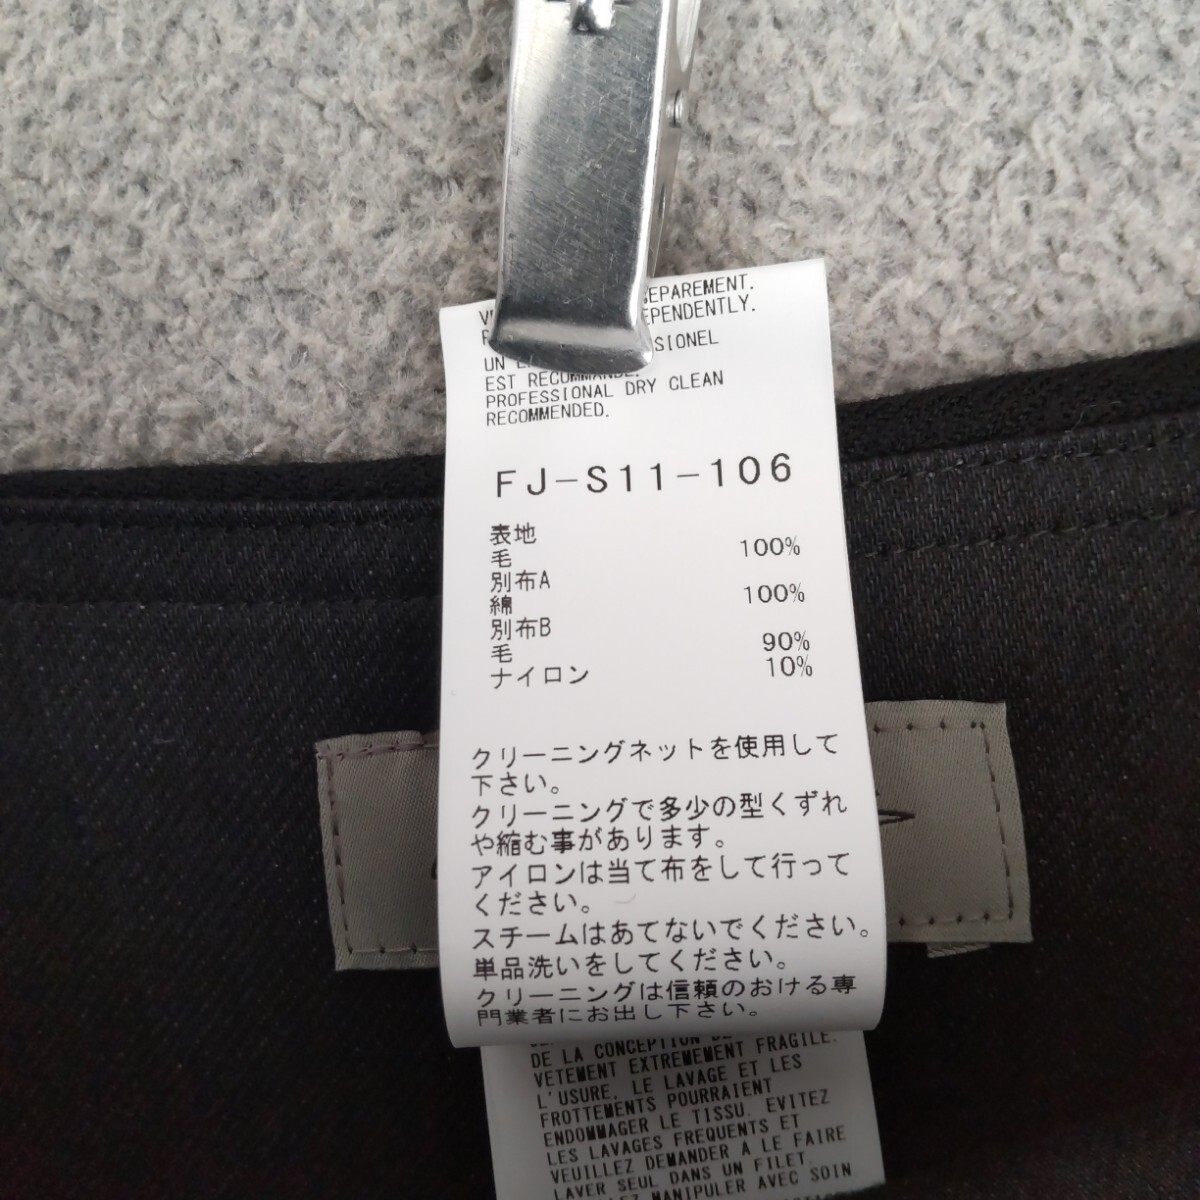 SEPAREMENT.
EPENDENTLY.
SIONEL
UN
EST RECOMMANDE.
PROFESSIONAL DRY CLEAN
RECOMMENDED.
FJ-S11-106
表地
毛 100%
別布A
綿 100%
別布B
毛 90%
ナイロン 10%
クリーニングネットを使用して
下さい。
クリーニングで多少の型くずれ
や縮む事があります。
アイロンは当て布をして行って
ください。
スチームはあてないでください。
単品洗いをしてください。
クリーニングは信頼のおける専
門業者にお出し下さい。
DE LA CONCEPTION DE
VETEMENT EXTREMEMENT FRAGILE.
L'USURE, LE LAVAGE ET LES
FROTTEMENTS POURRAIENT
ENDOMMAGER LE TISSU. EVITEZ
LES LAVAGES FREQUENTS ET
VEUILLEZ DEMANDER A LE FAIRE
LAVER SEUL DANS UN FILET.
MANIPULER AVEC SOIN